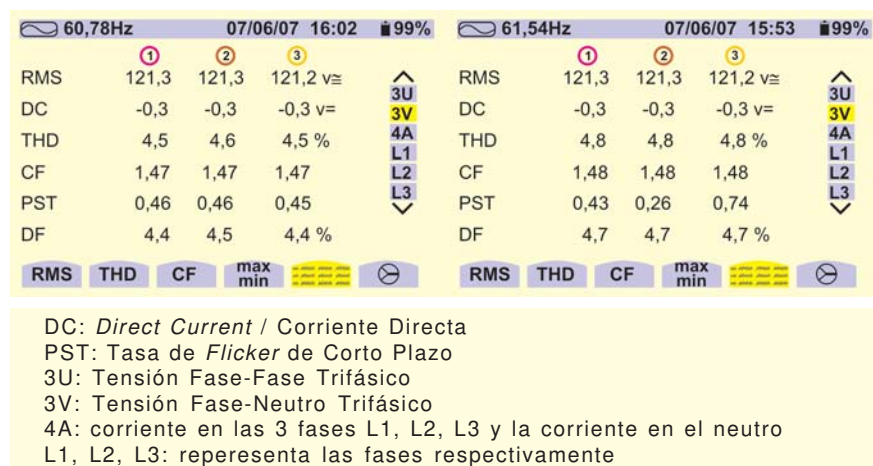 60,78Hz 07/06/07 16:02 99%
1 2 3
RMS 121,3 121,3 121,2 v≅
DC -0,3 -0,3 -0,3 v=
THD 4,5 4,6 4,5 %
CF 1,47 1,47 1,47
PST 0,46 0,46 0,45
DF 4,4 4,5 4,4 %
3U
3V
4A
L1
L2
L3
RMS THD CF max min
61,54Hz 07/06/07 15:53 99%
1 2 3
RMS 121,3 121,3 121,2 v≅
DC -0,3 -0,3 -0,3 v=
THD 4,8 4,8 4,8 %
CF 1,48 1,48 1,48
PST 0,43 0,26 0,74
DF 4,7 4,7 4,7 %
3U
3V
4A
L1
L2
L3
RMS THD CF max min
DC: Direct Current / Corriente Directa
PST: Tasa de Flicker de Corto Plazo
3U: Tensión Fase-Fase Trifásico
3V: Tensión Fase-Neutro Trifásico
4A: corriente en las 3 fases L1, L2, L3 y la corriente en el neutro
L1, L2, L3: reperesenta las fases respectivamente